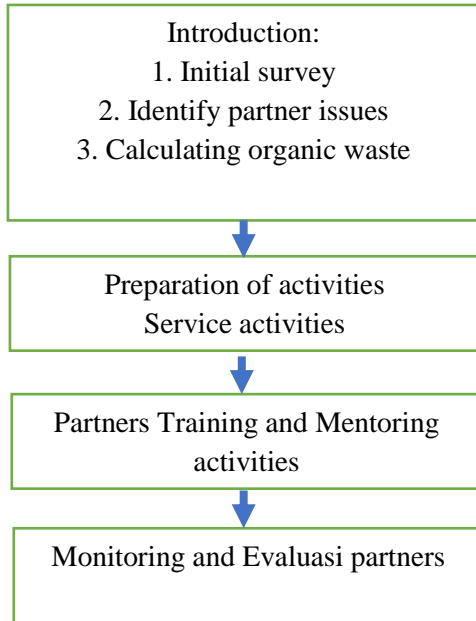 Introduction:
1. Initial survey
2. Identify partner issues
3. Calculating organic waste
Preparation of activities
Service activities
Partners Training and Mentoring
activities
Monitoring and Evaluasi partners